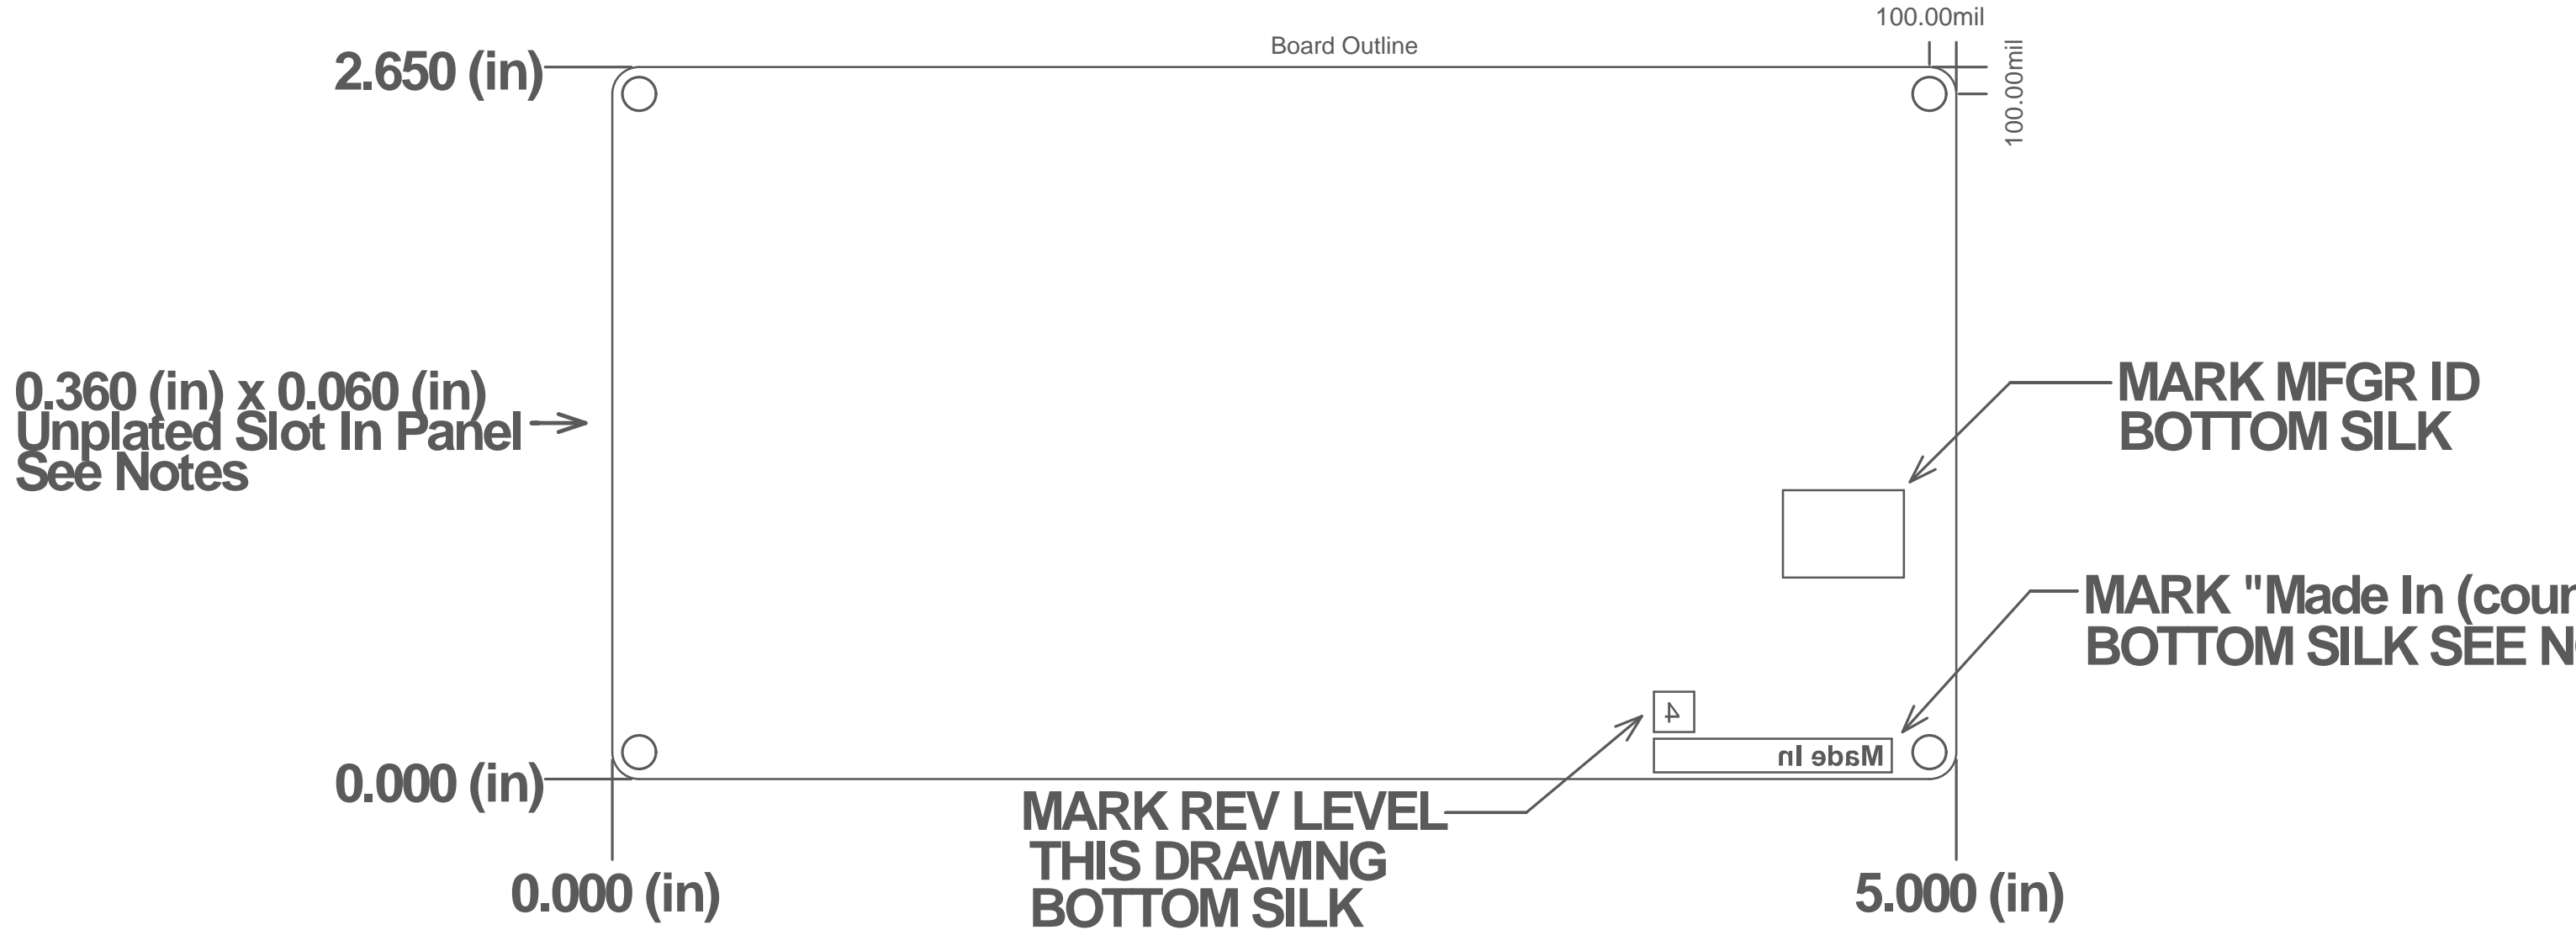 100.00mil
Board Outline
100.00mil
2.650 (in)
0.360 (in) x 0.060 (in)
Unplated Slot In Panel
See Notes
MARK MFGR ID
BOTTOM SILK
MARK "Made In (
BOTTOM SILK SEE
4
Made In
0.000 (in)
MARK REV LEVEL
THIS DRAWING
BOTTOM SILK
0.000 (in)
5.000 (in)